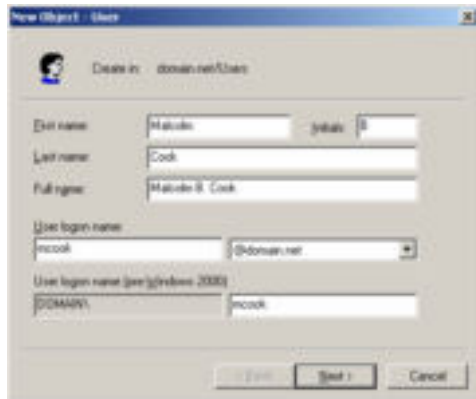 New Object - User
Create in: domain.net/Users
First name: Malcolm Initials: B
Last name: Cook
Full name: Malcolm B. Cook
User logon name:
mcook @domain.net
User logon name (pre-Windows 2000):
DOMAIN\ mcook
< Back Next > Cancel